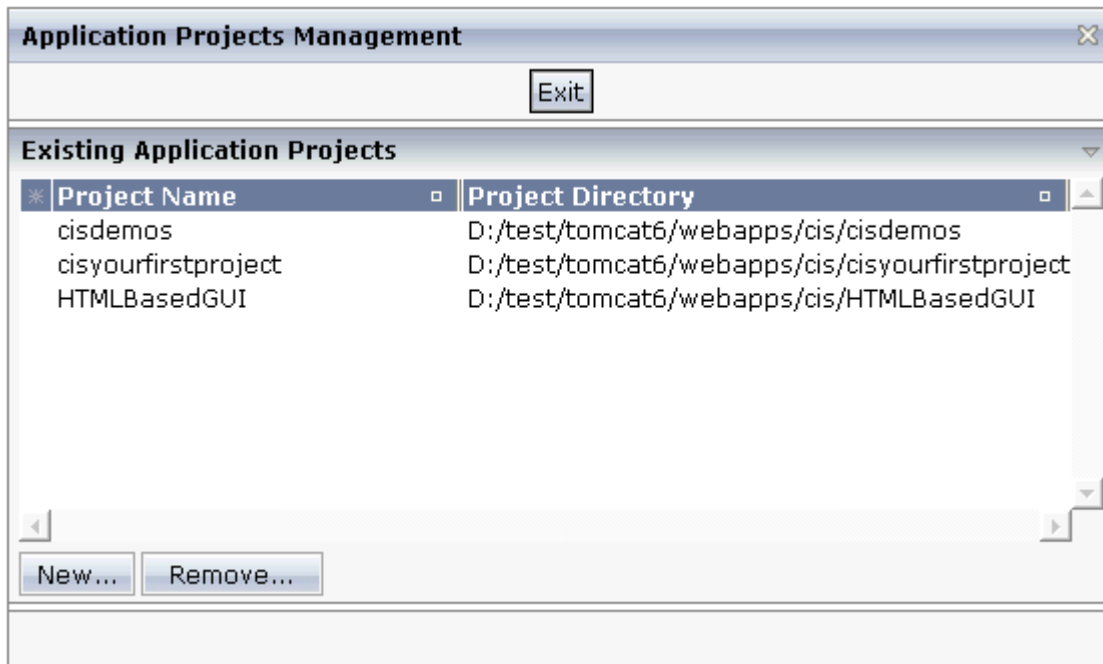 Application Projects Management
Exit
Existing Application Projects
Project Name Project Directory
cisdemos D:/test/tomcat6/webapps/cis/cisdemos
cisyourfirstproject D:/test/tomcat6/webapps/cis/cisyourfirstproject
HTMLBasedGUI D:/test/tomcat6/webapps/cis/HTMLBasedGUI
New... Remove...